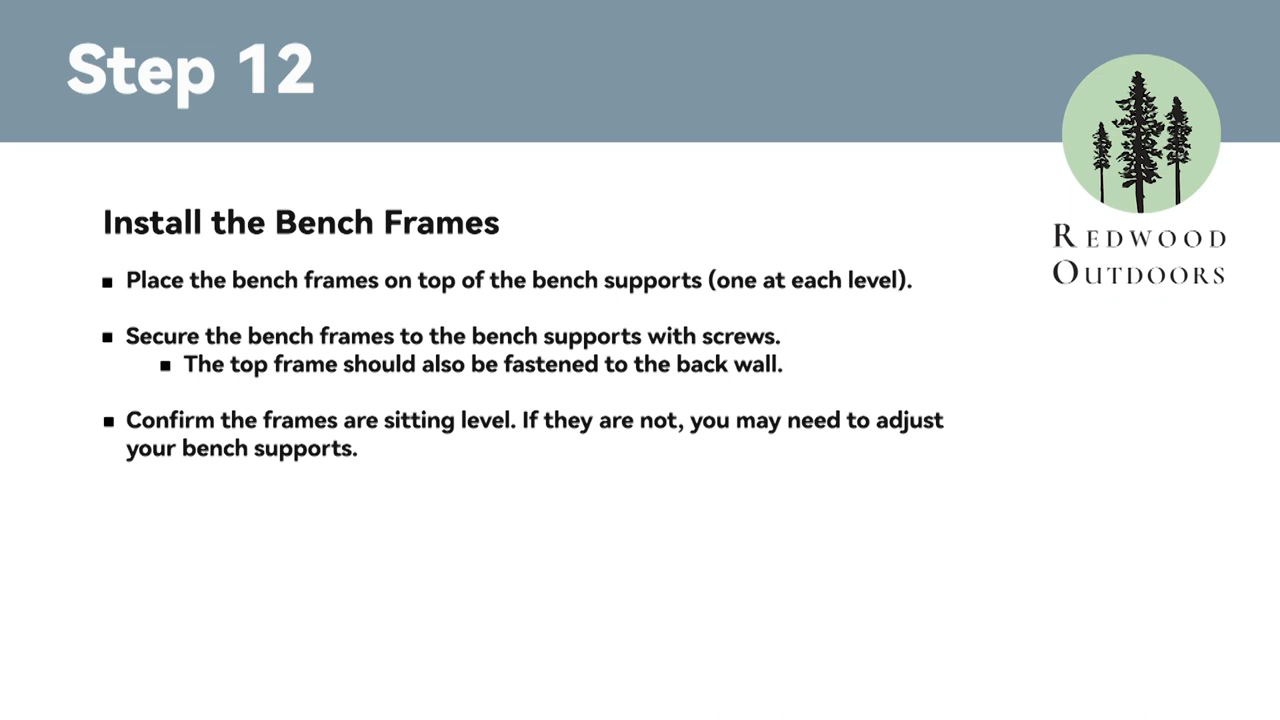 Step 12
REDWOOD
OUTDOORS
Install the Bench Frames
▪ Place the bench frames on top of the bench supports (one at each level).
▪ Secure the bench frames to the bench supports with screws.
▪ The top frame should also be fastened to the back wall.
▪ Confirm the frames are sitting level. If they are not, you may need to adjust
your bench supports.